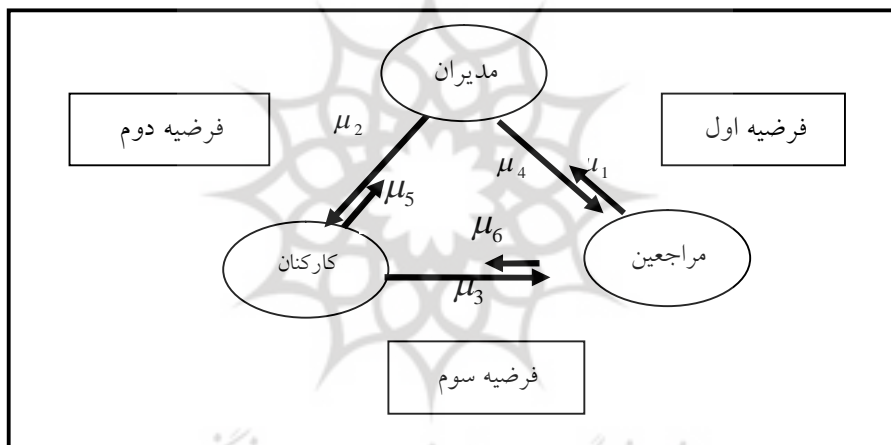 مدیران
فرضیه اول
فرضیه دوم
μ₂
μ₄
μ₁
μ₅
μ₆
کارکنان
مراجعین
μ₃
فرضیه سوم